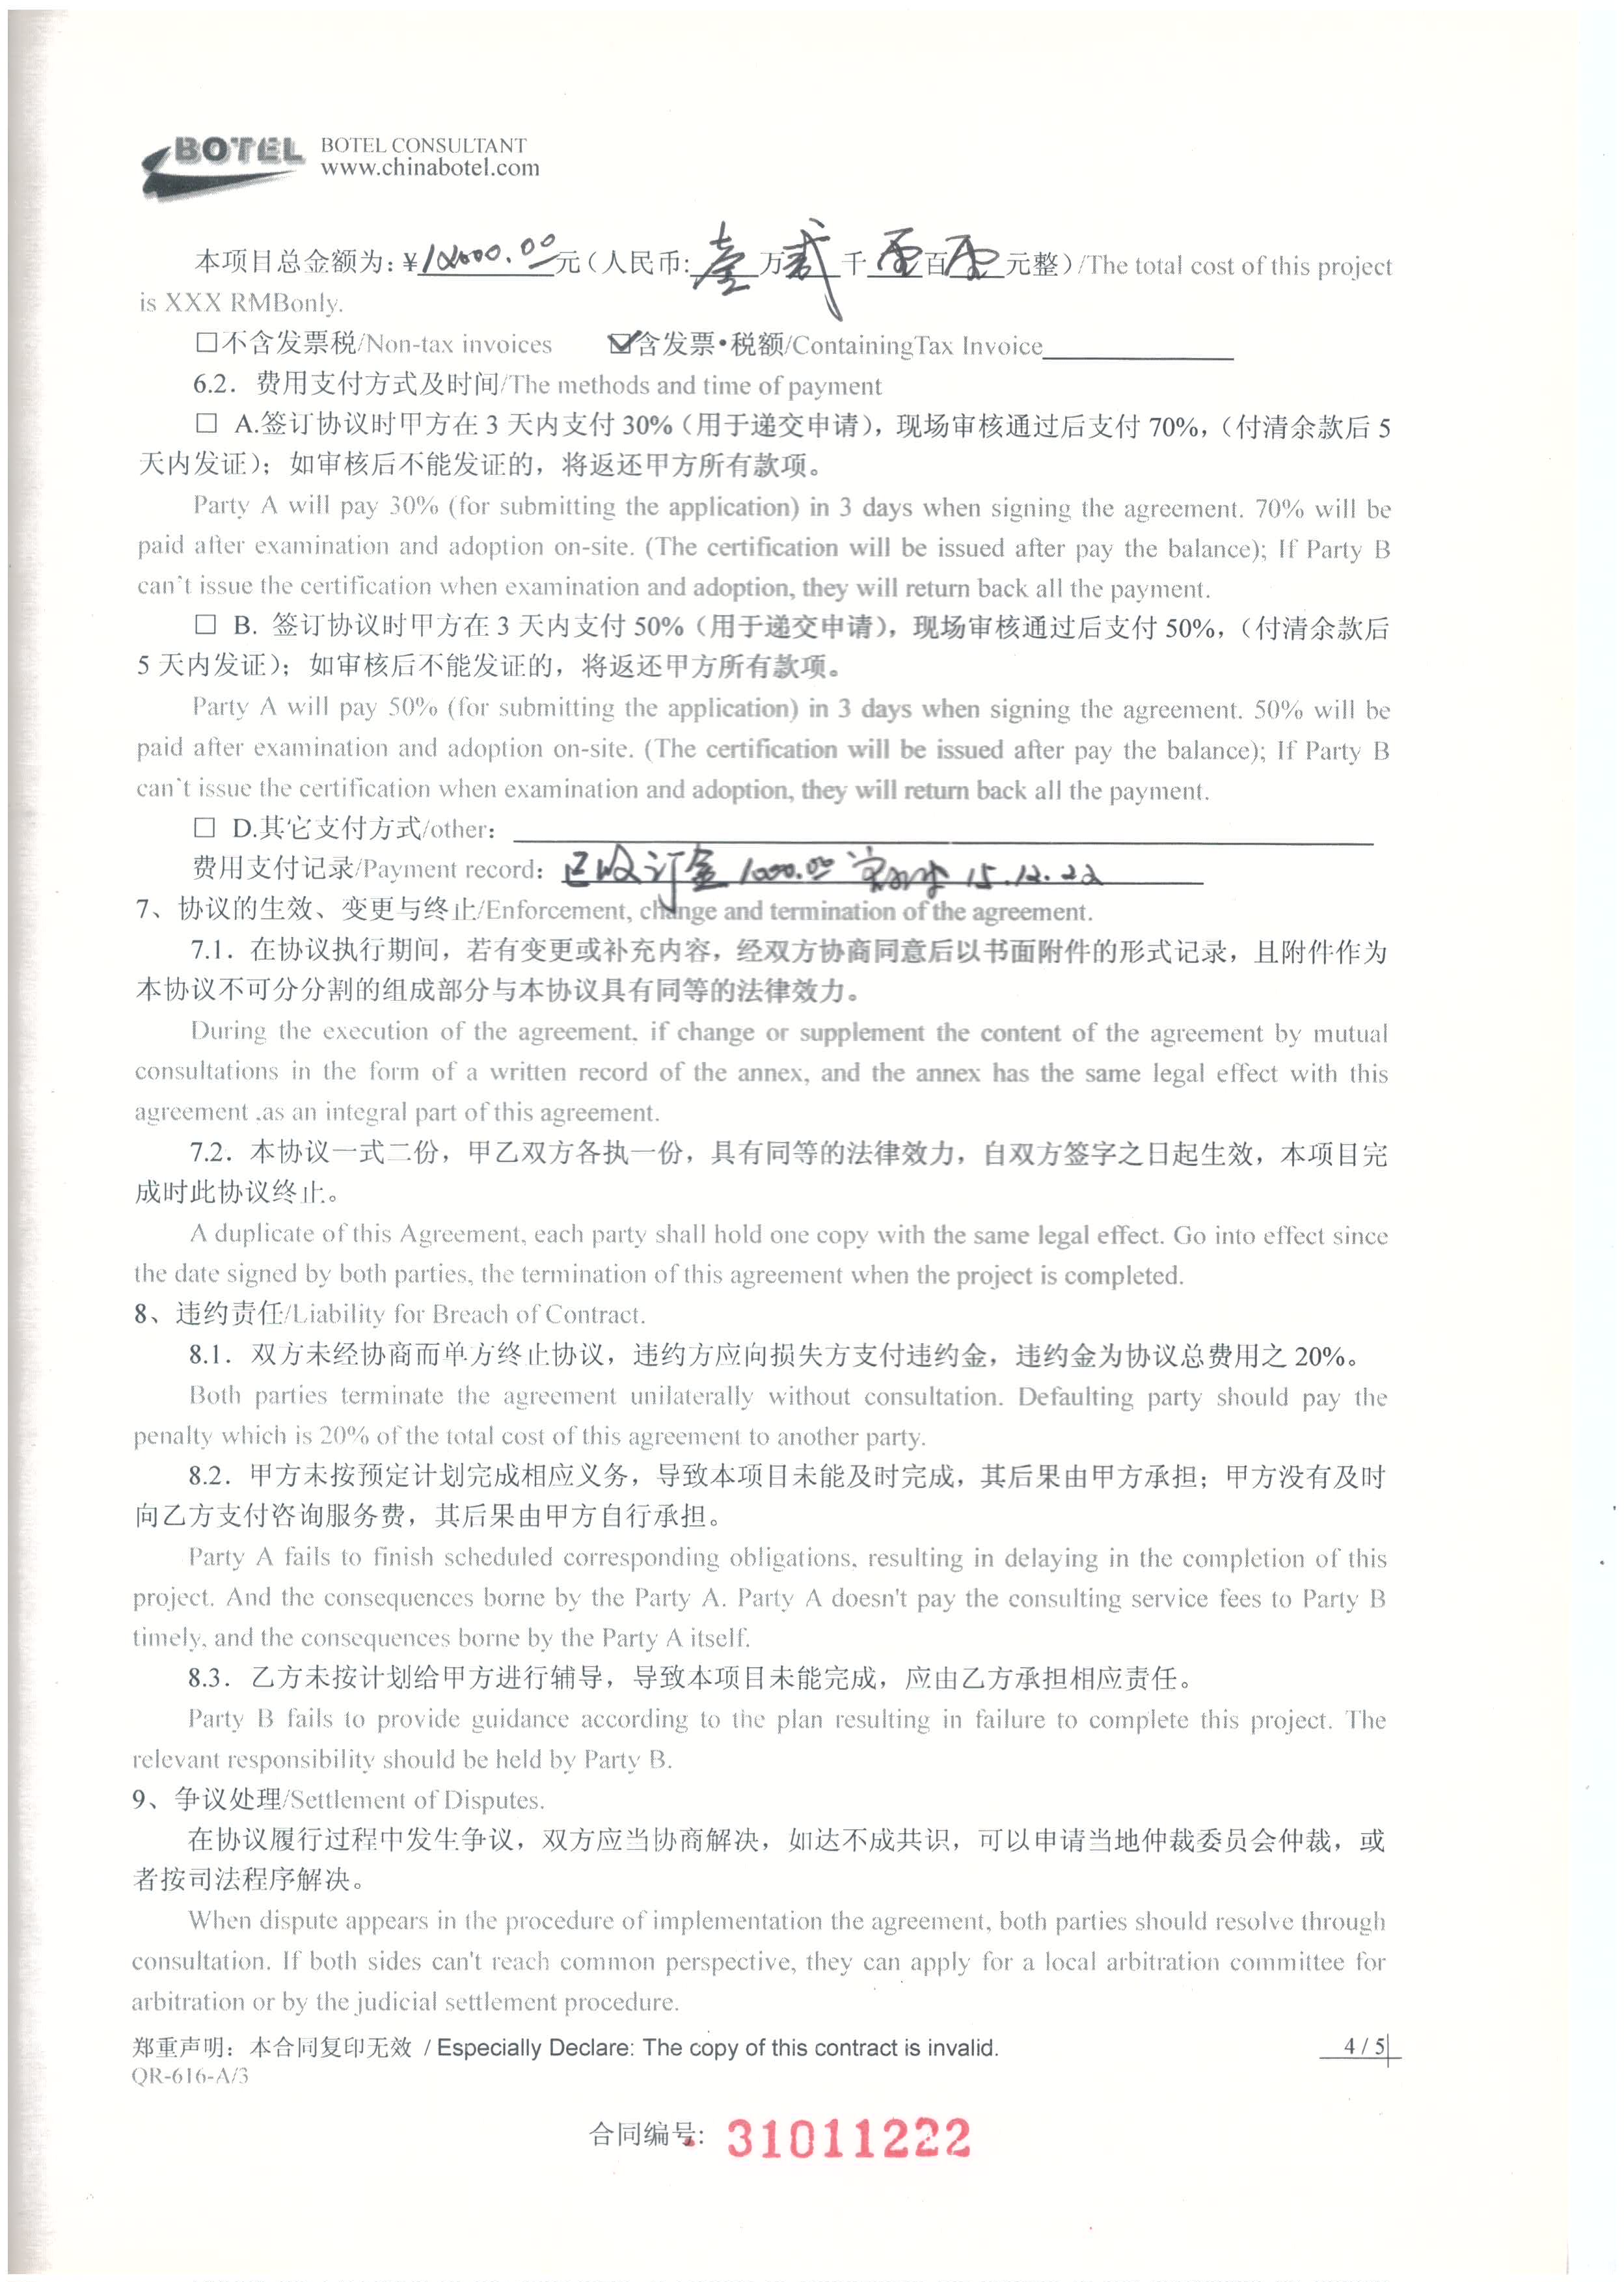 BOTEL BOTEL CONSULTANT
www.chinabotel.com
本项目总金额为:¥12000.00元(人民币:壹万贰千零百零元整)/The total cost of this project
is XXX RMBonly.
□不含发票税/Non-tax invoices ☑含发票•税额/ContainingTax Invoice
6.2. 费用支付方式及时间/The methods and time of payment
□ A.签订协议时甲方在 3 天内支付 30%(用于递交申请),现场审核通过后支付 70%,(付清余款后 5
天内发证);如审核后不能发证的,将返还甲方所有款项。
Party A will pay 30% (for submitting the application) in 3 days when signing the agreement. 70% will be
paid after examination and adoption on-site. (The certification will be issued after pay the balance); If Party B
can't issue the certification when examination and adoption, they will return back all the payment.
□ B. 签订协议时甲方在 3 天内支付 50%(用于递交申请),现场审核通过后支付 50%,(付清余款后
5 天内发证);如审核后不能发证的,将返还甲方所有款项。
Party A will pay 50% (for submitting the application) in 3 days when signing the agreement. 50% will be
paid after examination and adoption on-site. (The certification will be issued after pay the balance); If Party B
can't issue the certification when examination and adoption, they will return back all the payment.
□ D.其它支付方式/other:
费用支付记录/Payment record: 已收订金 1000.00 15.12.22
7、协议的生效、变更与终止/Enforcement, change and termination of the agreement.
7.1. 在协议执行期间,若有变更或补充内容,经双方协商同意后以书面附件的形式记录,且附件作为
本协议不可分分割的组成部分与本协议具有同等的法律效力。
During the execution of the agreement. if change or supplement the content of the agreement by mutual
consultations in the form of a written record of the annex, and the annex has the same legal effect with this
agreement .as an integral part of this agreement.
7.2. 本协议一式二份,甲乙双方各执一份,具有同等的法律效力,自双方签字之日起生效,本项目完
成时此协议终止。
A duplicate of this Agreement, each party shall hold one copy with the same legal effect. Go into effect since
the date signed by both parties, the termination of this agreement when the project is completed.
8、违约责任/Liability for Breach of Contract.
8.1. 双方未经协商而单方终止协议,违约方应向损失方支付违约金,违约金为协议总费用之 20%。
Both parties terminate the agreement unilaterally without consultation. Defaulting party should pay the
penalty which is 20% of the total cost of this agreement to another party.
8.2. 甲方未按预定计划完成相应义务,导致本项目未能及时完成,其后果由甲方承担;甲方没有及时
向乙方支付咨询服务费,其后果由甲方自行承担。
Party A fails to finish scheduled corresponding obligations, resulting in delaying in the completion of this
project. And the consequences borne by the Party A. Party A doesn't pay the consulting service fees to Party B
timely, and the consequences borne by the Party A itself.
8.3. 乙方未按计划给甲方进行辅导,导致本项目未能完成,应由乙方承担相应责任。
Party B fails to provide guidance according to the plan resulting in failure to complete this project. The
relevant responsibility should be held by Party B.
9、争议处理/Settlement of Disputes.
在协议履行过程中发生争议,双方应当协商解决,如达不成共识,可以申请当地仲裁委员会仲裁,或
者按司法程序解决。
When dispute appears in the procedure of implementation the agreement, both parties should resolve through
consultation. If both sides can't reach common perspective, they can apply for a local arbitration committee for
arbitration or by the judicial settlement procedure.
郑重声明:本合同复印无效 / Especially Declare: The copy of this contract is invalid. 4 / 5
QR-616-A/3
合同编号: 31011222